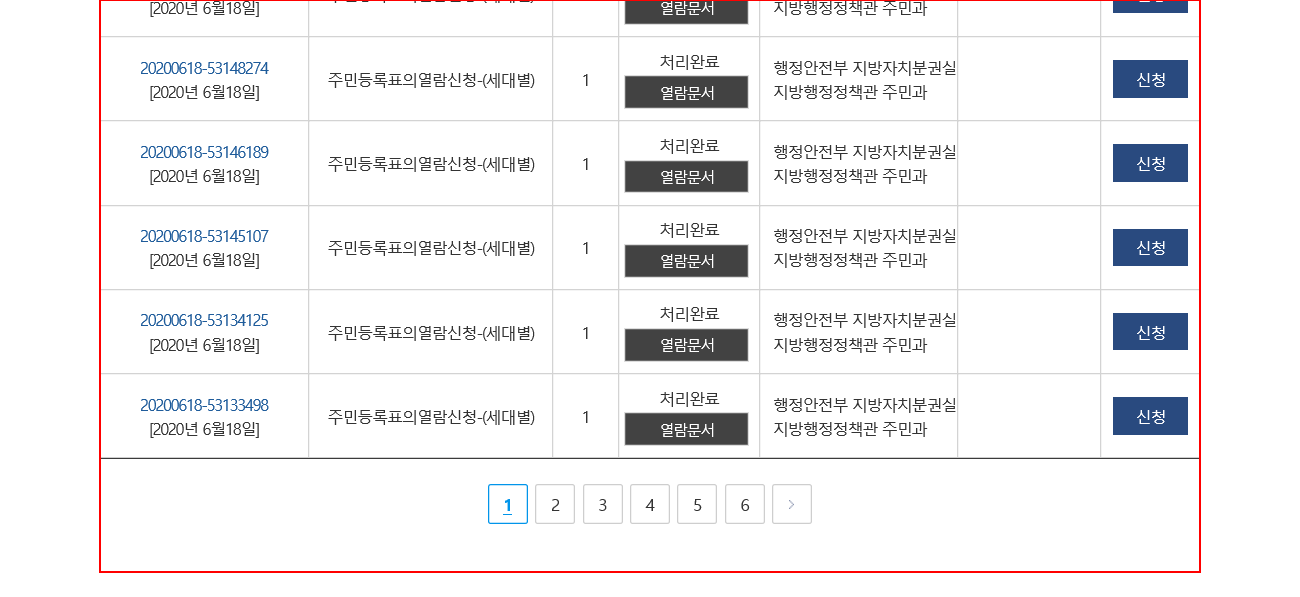 [2020년 6월18일]
열람문서
지방행정정책관 주민과
20200618-53148274
[2020년 6월18일]
주민등록표의열람신청-(세대별)
1
처리완료
열람문서
행정안전부 지방자치분권실
지방행정정책관 주민과
신청
20200618-53146189
[2020년 6월18일]
주민등록표의열람신청-(세대별)
1
처리완료
열람문서
행정안전부 지방자치분권실
지방행정정책관 주민과
신청
20200618-53145107
[2020년 6월18일]
주민등록표의열람신청-(세대별)
1
처리완료
열람문서
행정안전부 지방자치분권실
지방행정정책관 주민과
신청
20200618-53134125
[2020년 6월18일]
주민등록표의열람신청-(세대별)
1
처리완료
열람문서
행정안전부 지방자치분권실
지방행정정책관 주민과
신청
20200618-53133498
[2020년 6월18일]
주민등록표의열람신청-(세대별)
1
처리완료
열람문서
행정안전부 지방자치분권실
지방행정정책관 주민과
신청
1 2 3 4 5 6 >